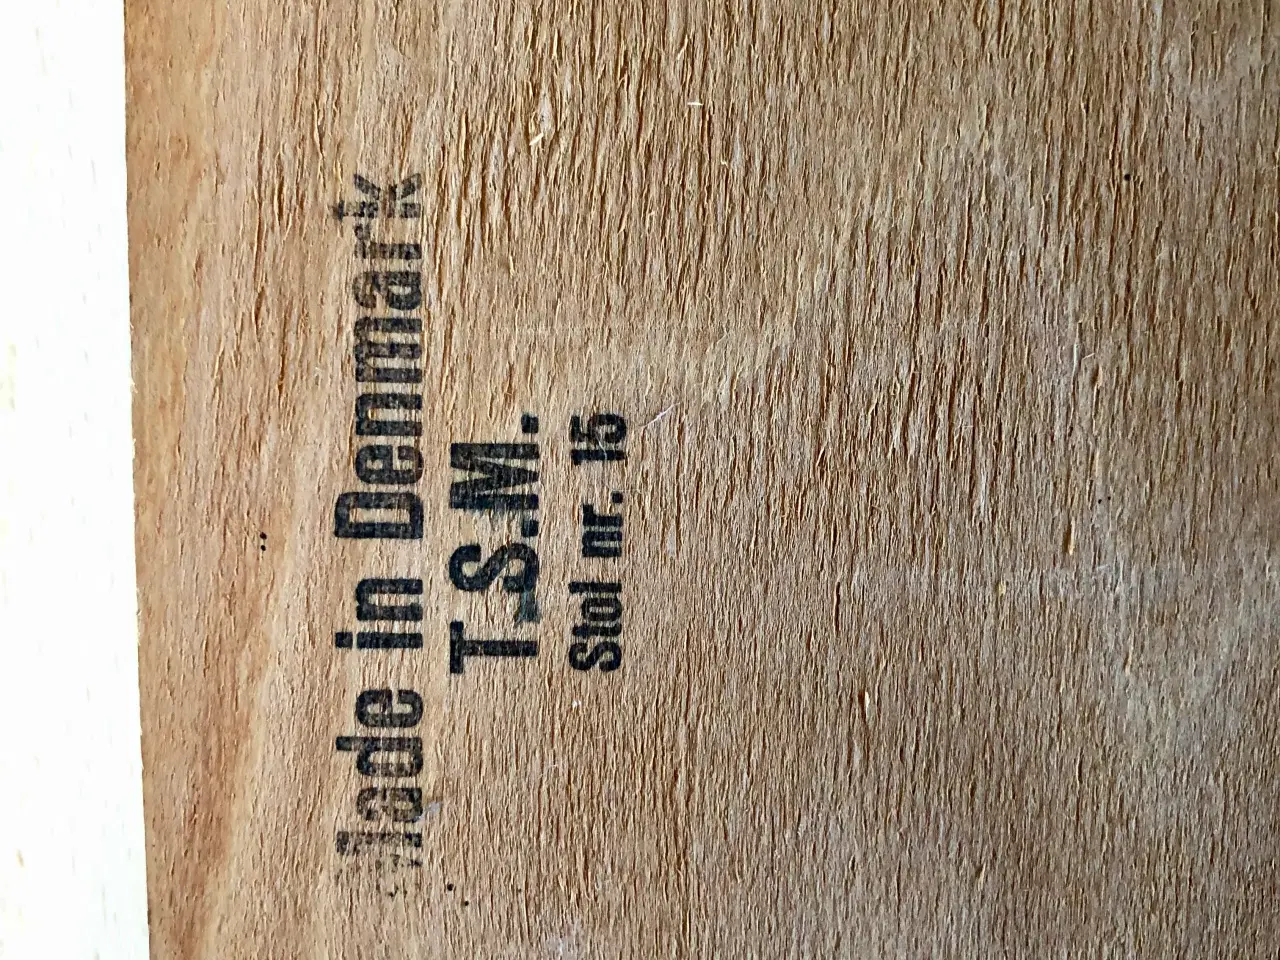 Made in Denmark
T.S.M.
Stol nr. 15